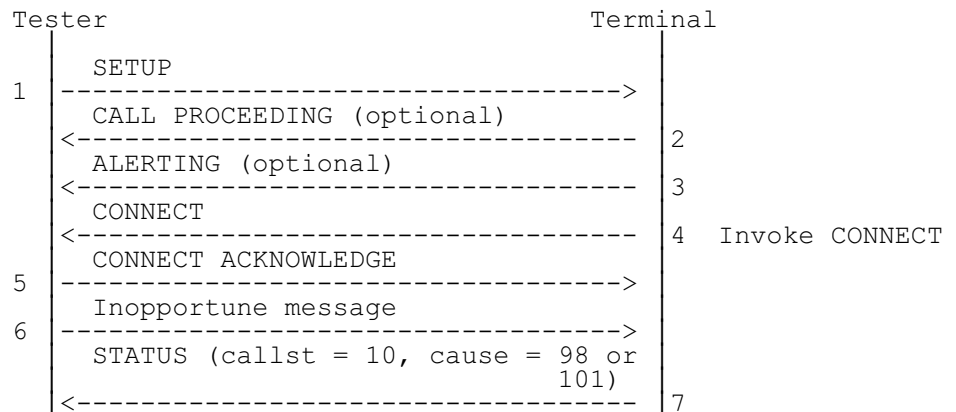 Tester Terminal
SETUP
1 |----------------------------------->
CALL PROCEEDING (optional)
<----------------------------------- 2
ALERTING (optional)
<----------------------------------- 3
CONNECT
<----------------------------------- 4 Invoke CONNECT
CONNECT ACKNOWLEDGE
5 |----------------------------------->
Inopportune message
6 |----------------------------------->
STATUS (callst = 10, cause = 98 or
101)
<----------------------------------- 7